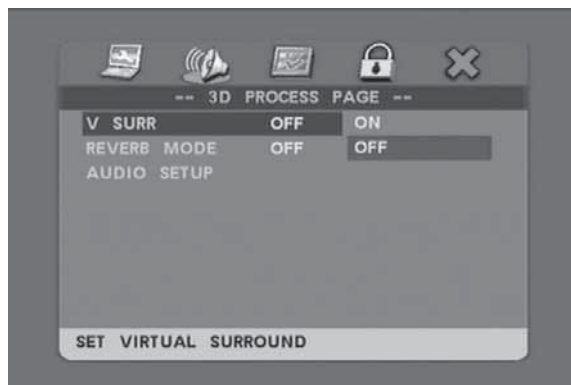 -- 3D PROCESS PAGE --
V SURR OFF ON
REVERB MODE OFF OFF
AUDIO SETUP
SET VIRTUAL SURROUND